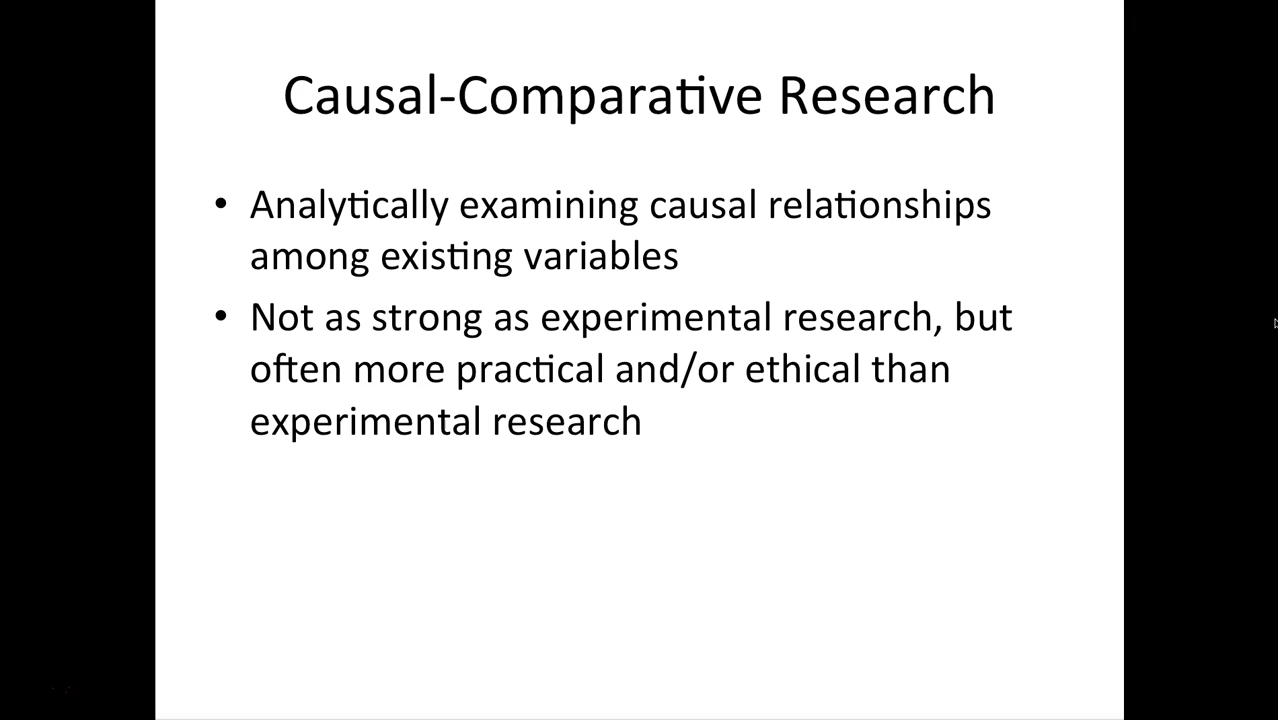 Causal-Comparative Research
• Analytically examining causal relationships
among existing variables
• Not as strong as experimental research, but
often more practical and/or ethical than
experimental research